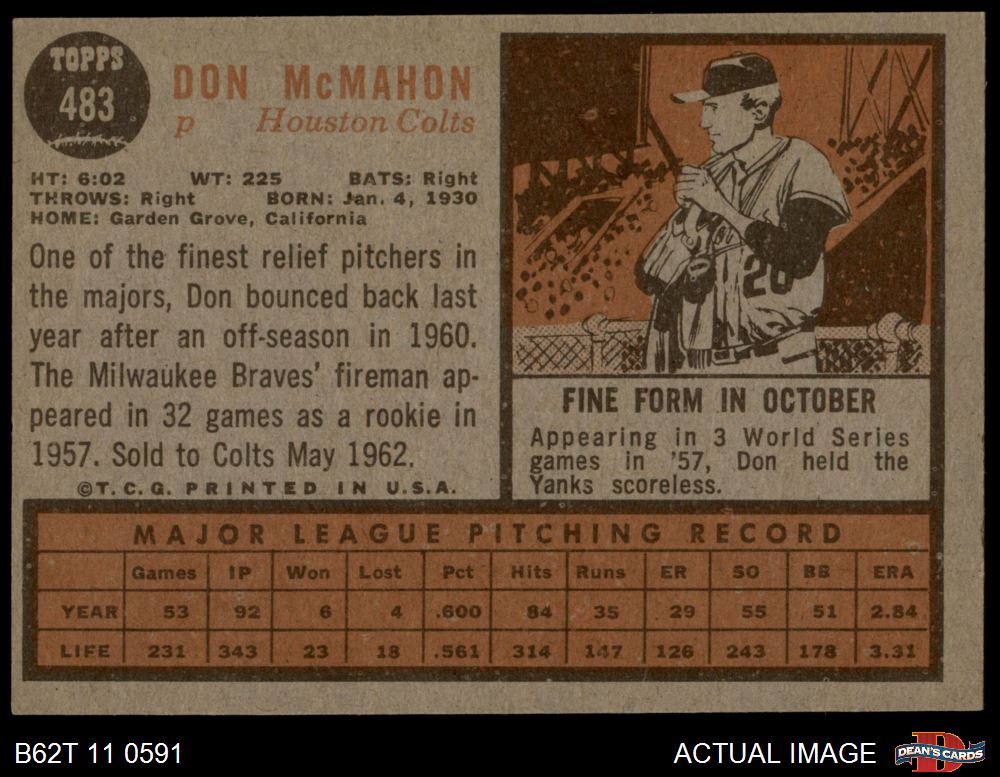 TOPPS
483
DON McMAHON
p Houston Colts
HT: 6:02 WT: 225 BATS: Right
THROWS: Right BORN: Jan. 4, 1930
HOME: Garden Grove, California
One of the finest relief pitchers in
the majors, Don bounced back last
year after an off-season in 1960.
The Milwaukee Braves' fireman ap-
peared in 32 games as a rookie in
1957. Sold to Colts May 1962.
©T.C.G. PRINTED IN U.S.A.
20
FINE FORM IN OCTOBER
Appearing in 3 World Series
games in '57, Don held the
Yanks scoreless.
MAJOR LEAGUE PITCHING RECORD
Games IP Won Lost Pct Hits Runs ER SO BB ERA
YEAR 53 92 6 4 .600 84 35 29 55 51 2.84
LIFE 231 343 23 18 .561 314 147 126 243 178 3.31
B62T 11 0591 ACTUAL IMAGE
D
DEAN'S CARDS